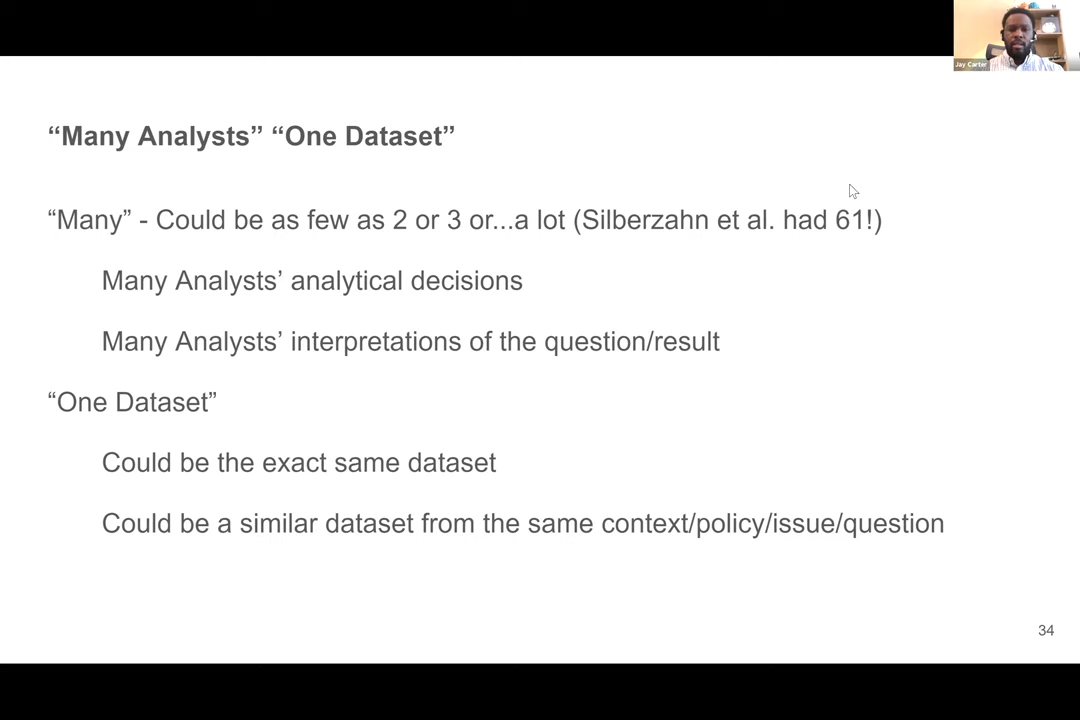 Jay Carter
“Many Analysts” “One Dataset”
“Many” - Could be as few as 2 or 3 or...a lot (Silberzahn et al. had 61!)
Many Analysts’ analytical decisions
Many Analysts’ interpretations of the question/result
“One Dataset”
Could be the exact same dataset
Could be a similar dataset from the same context/policy/issue/question
34